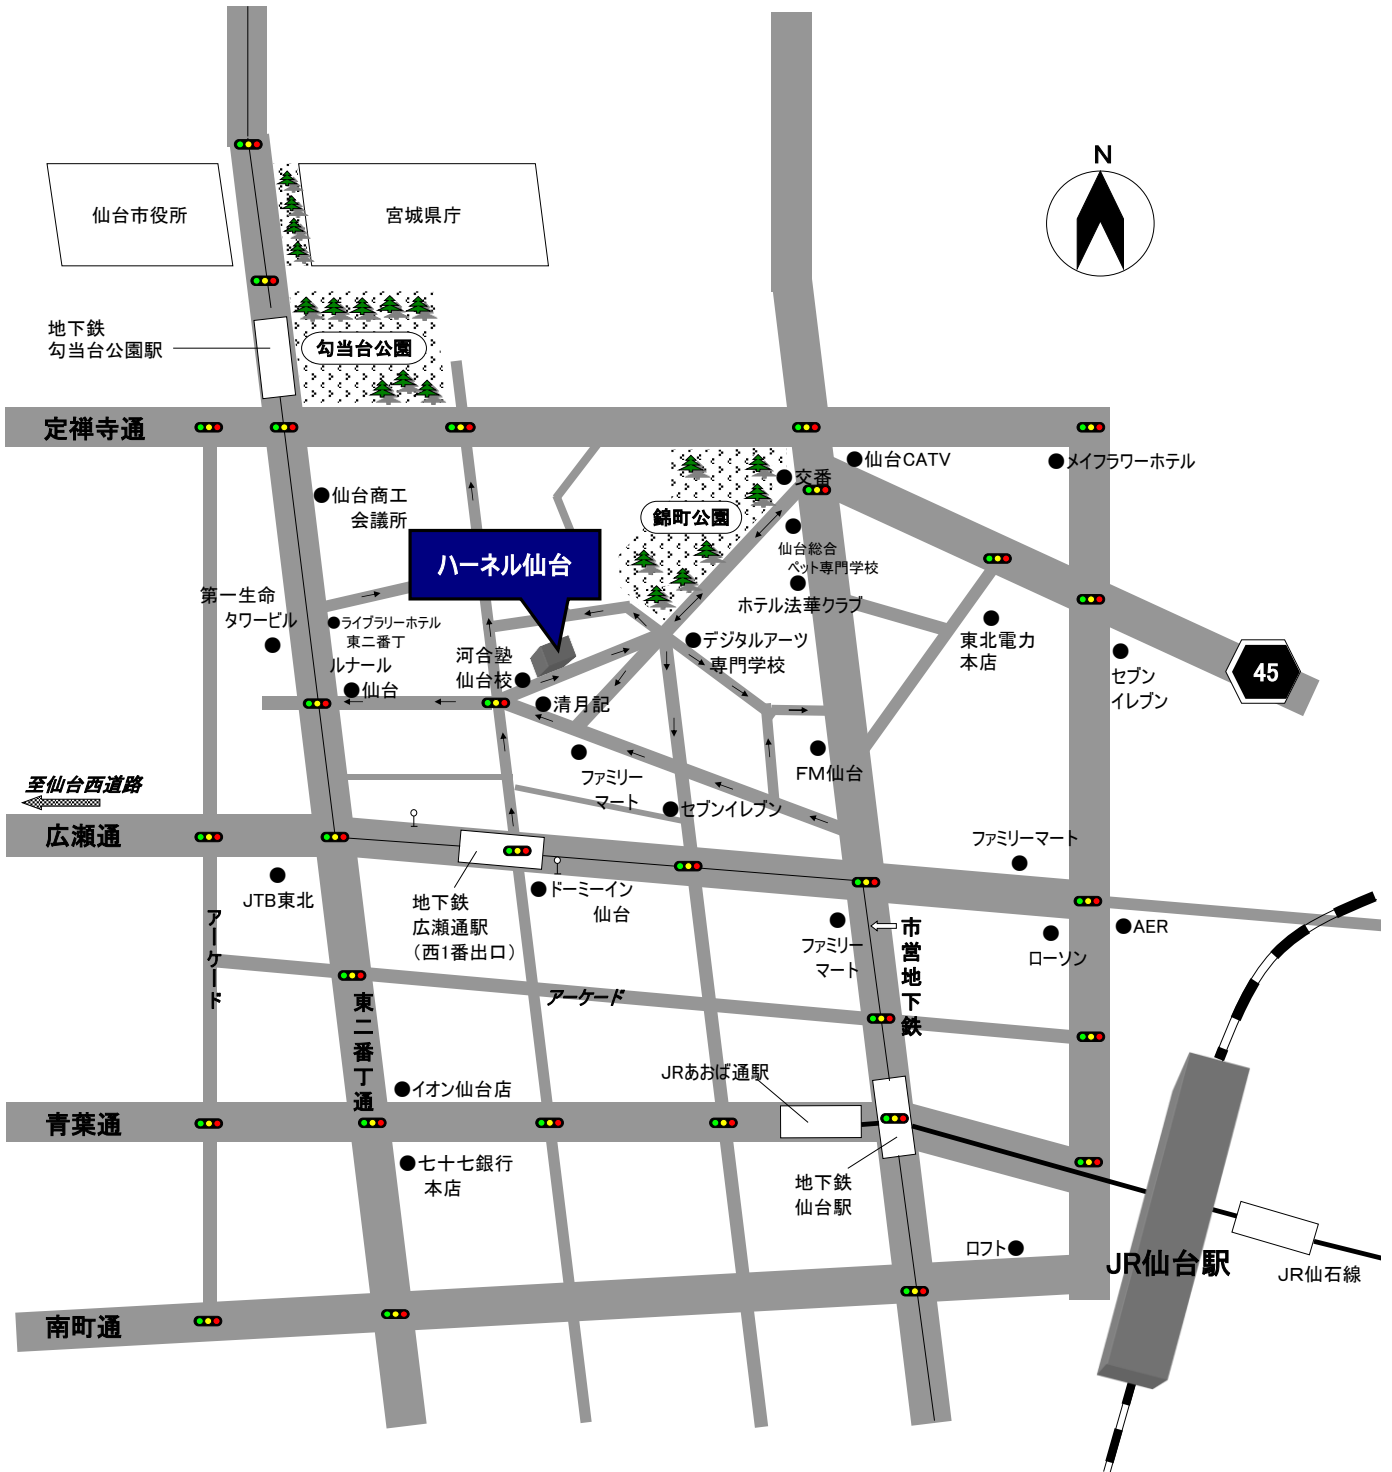 N
仙台市役所
宮城県庁
地下鉄
勾当台公園駅
勾当台公園
定禅寺通
仙台CATV
メイフラワーホテル
交番
仙台商工
会議所
錦町公園
ハーネル仙台
仙台総合
ペット専門学校
ホテル法華クラブ
第一生命
タワービル
ライブラリーホテル
東二番丁
ルナール
仙台
河合塾
仙台校
デジタルアーツ
専門学校
東北電力
本店
セブン
イレブン
45
清月記
ファミリー
マート
FM仙台
至仙台西道路
セブンイレブン
広瀬通
ファミリーマート
JTB東北
地下鉄
広瀬通駅
(西1番出口)
ドーミーイン
仙台
アーケード
ファミリー
マート
市営地下鉄
ローソン
AER
アーケード
東二番丁通
JRあおば通駅
イオン仙台店
青葉通
七十七銀行
本店
地下鉄
仙台駅
ロフト
JR仙台駅
JR仙石線
南町通